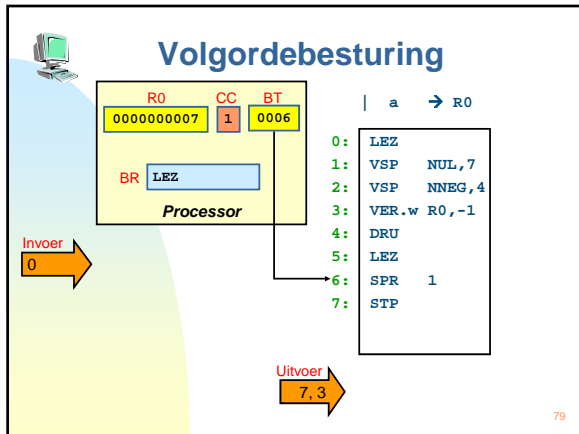 Volgordebesturing
R0 CC BT
0000000007 1 0006
BR LEZ
Processor
Invoer
0
| a → R0
0: LEZ
1: VSP NUL,7
2: VSP NNEG,4
3: VER.w R0,-1
4: DRU
5: LEZ
6: SPR 1
7: STP
Uitvoer
7, 3
79